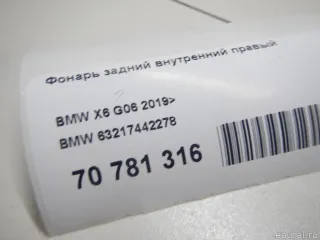 Фонарь задний внутренний правый
BMW X6 G06 2019>
BMW 63217442278
70 781 316